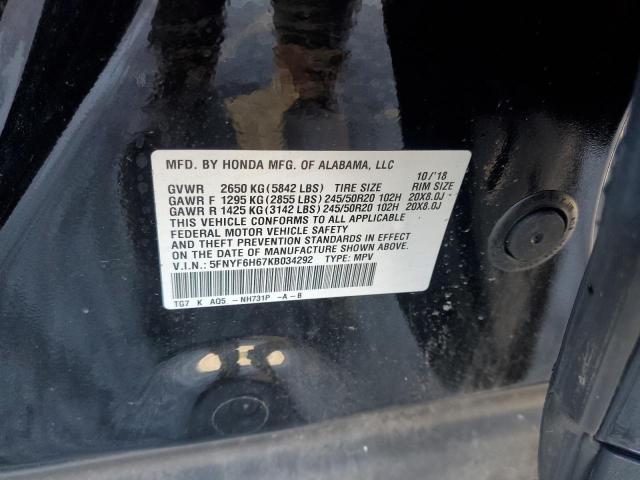 MFD. BY HONDA MFG. OF ALABAMA, LLC 10/'18
GVWR 2650 KG (5842 LBS) TIRE SIZE RIM SIZE
GAWR F 1295 KG (2855 LBS) 245/50R20 102H 20X8.0J -
GAWR R 1425 KG (3142 LBS) 245/50R20 102H 20X8.0J
THIS VEHICLE CONFORMS TO ALL APPLICABLE
FEDERAL MOTOR VEHICLE SAFETY
AND THEFT PREVENTION STANDARDS IN EFFECT
ON THE DATE OF MANUFACTURE SHOWN ABOVE.
V.I.N.: 5FNYF6H67KB034292 TYPE: MPV
TG7 K AQ5 - NH731P -A-B